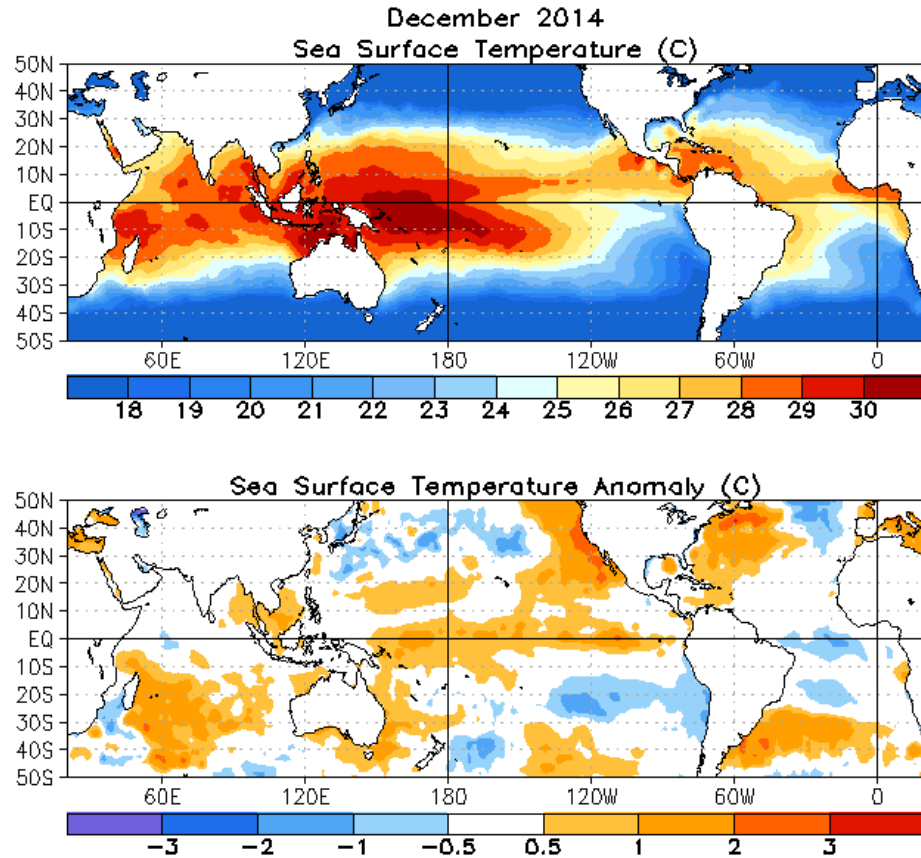 December 2014
Sea Surface Temperature (C)
50N
40N
30N
20N
10N
EQ
10S
20S
30S
40S
50S
60E 120E 180 120W 60W 0
18 19 20 21 22 23 24 25 26 27 28 29 30
Sea Surface Temperature Anomaly (C)
50N
40N
30N
20N
10N
EQ
10S
20S
30S
40S
50S
60E 120E 180 120W 60W 0
-3 -2 -1 -0.5 0.5 1 2 3